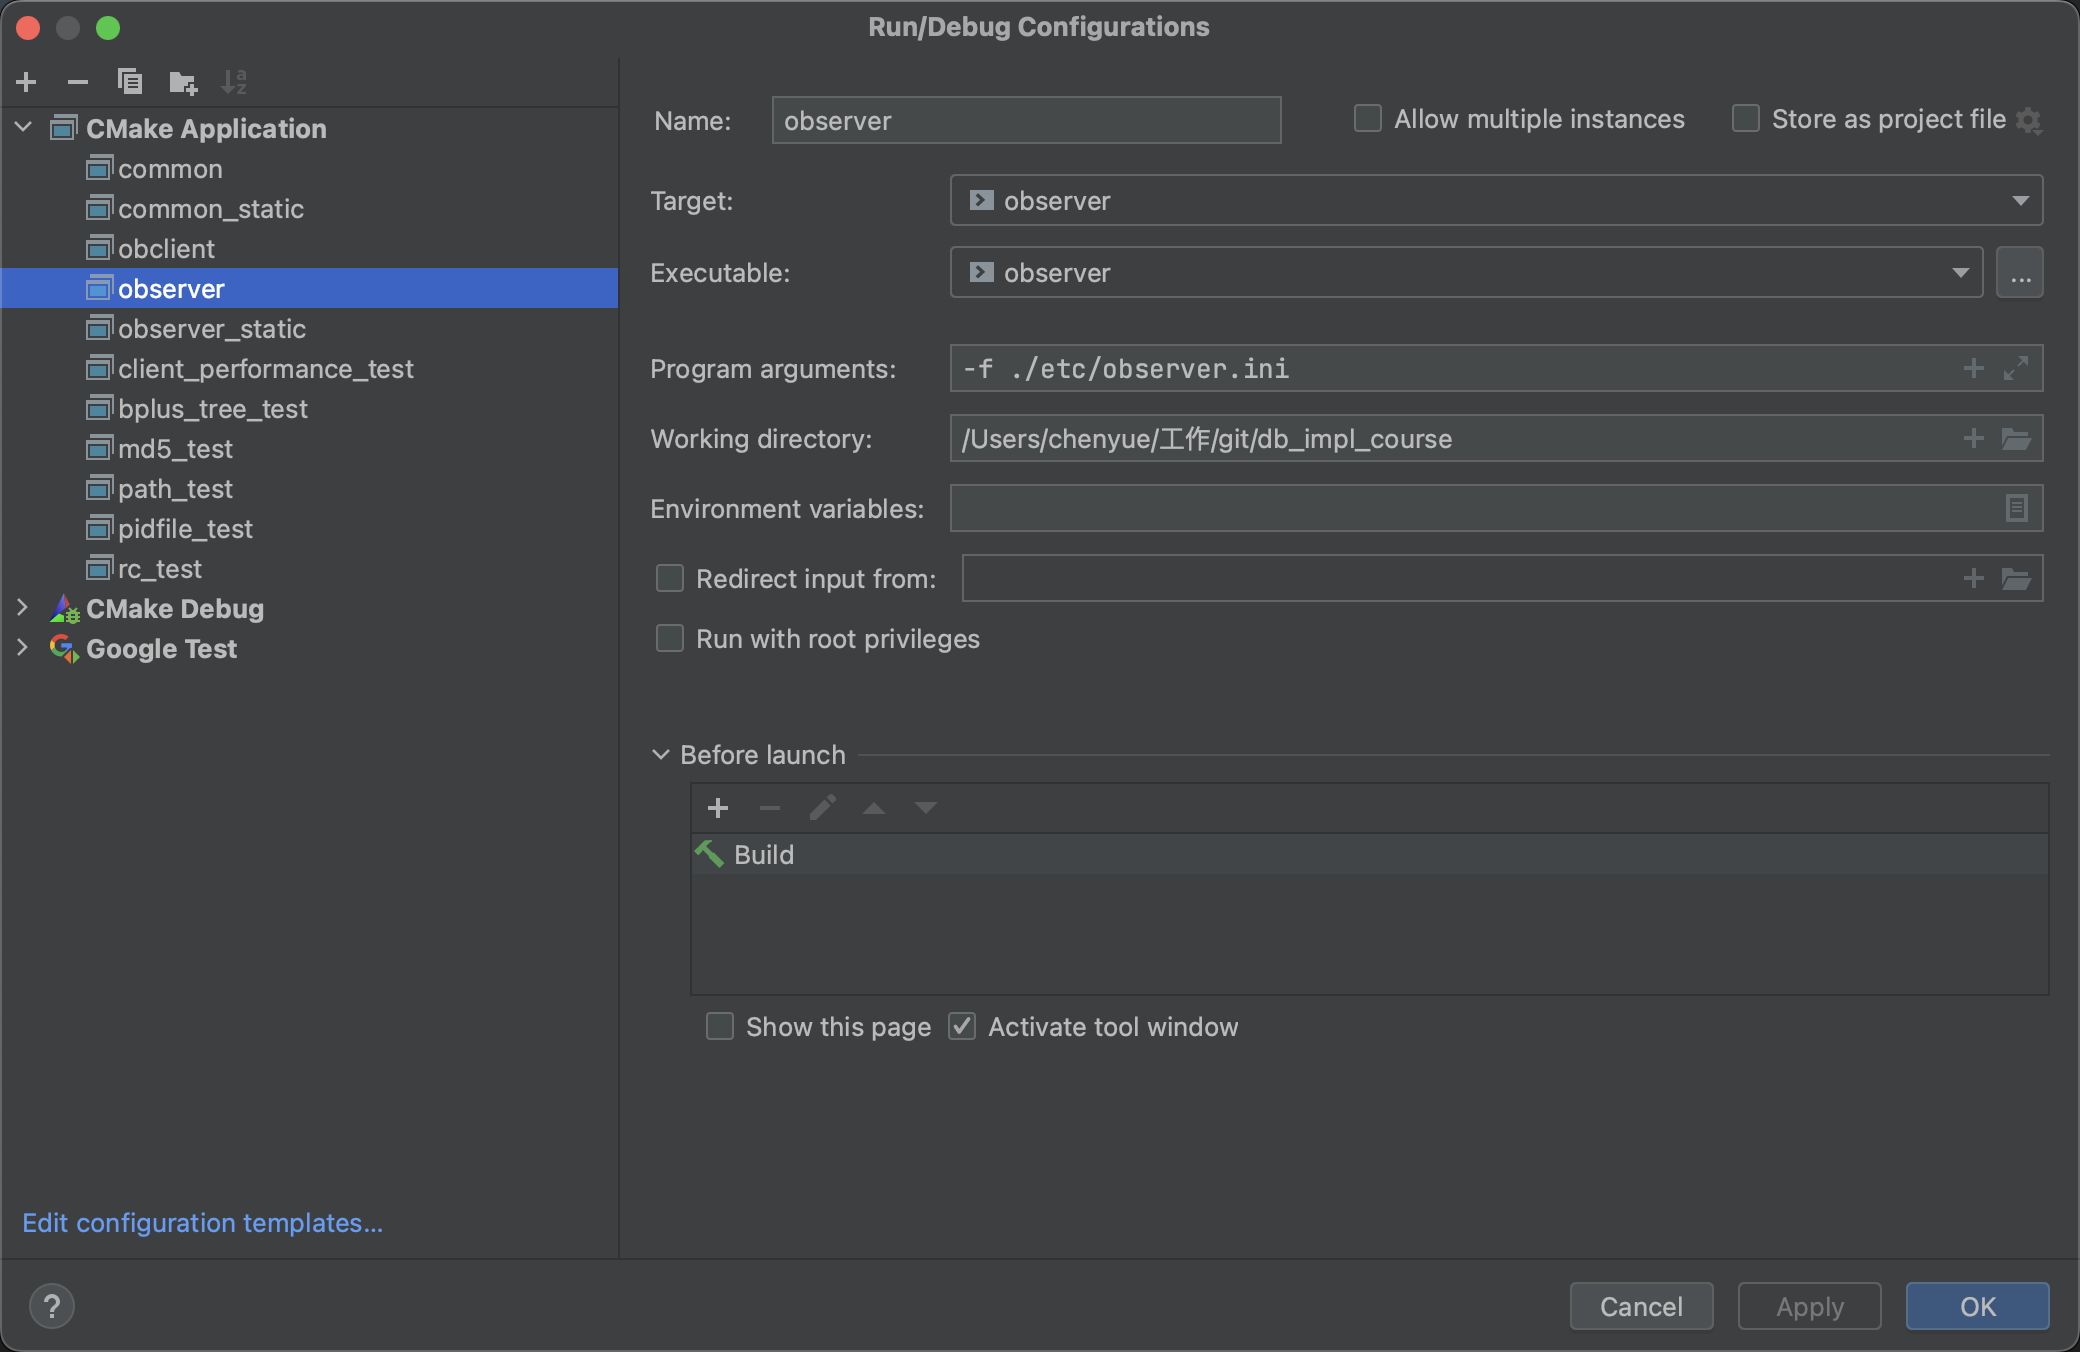 Run/Debug Configurations
CMake Application
common
common_static
obclient
observer
observer_static
client_performance_test
bplus_tree_test
md5_test
path_test
pidfile_test
rc_test
CMake Debug
Google Test
Edit configuration templates...
Name: observer Allow multiple instances Store as project file
Target: observer
Executable: observer ...
Program arguments: -f ./etc/observer.ini
Working directory: /Users/chenyue/工作/git/db_impl_course
Environment variables:
Redirect input from:
Run with root privileges
Before launch
Build
Show this page Activate tool window
? Cancel Apply OK